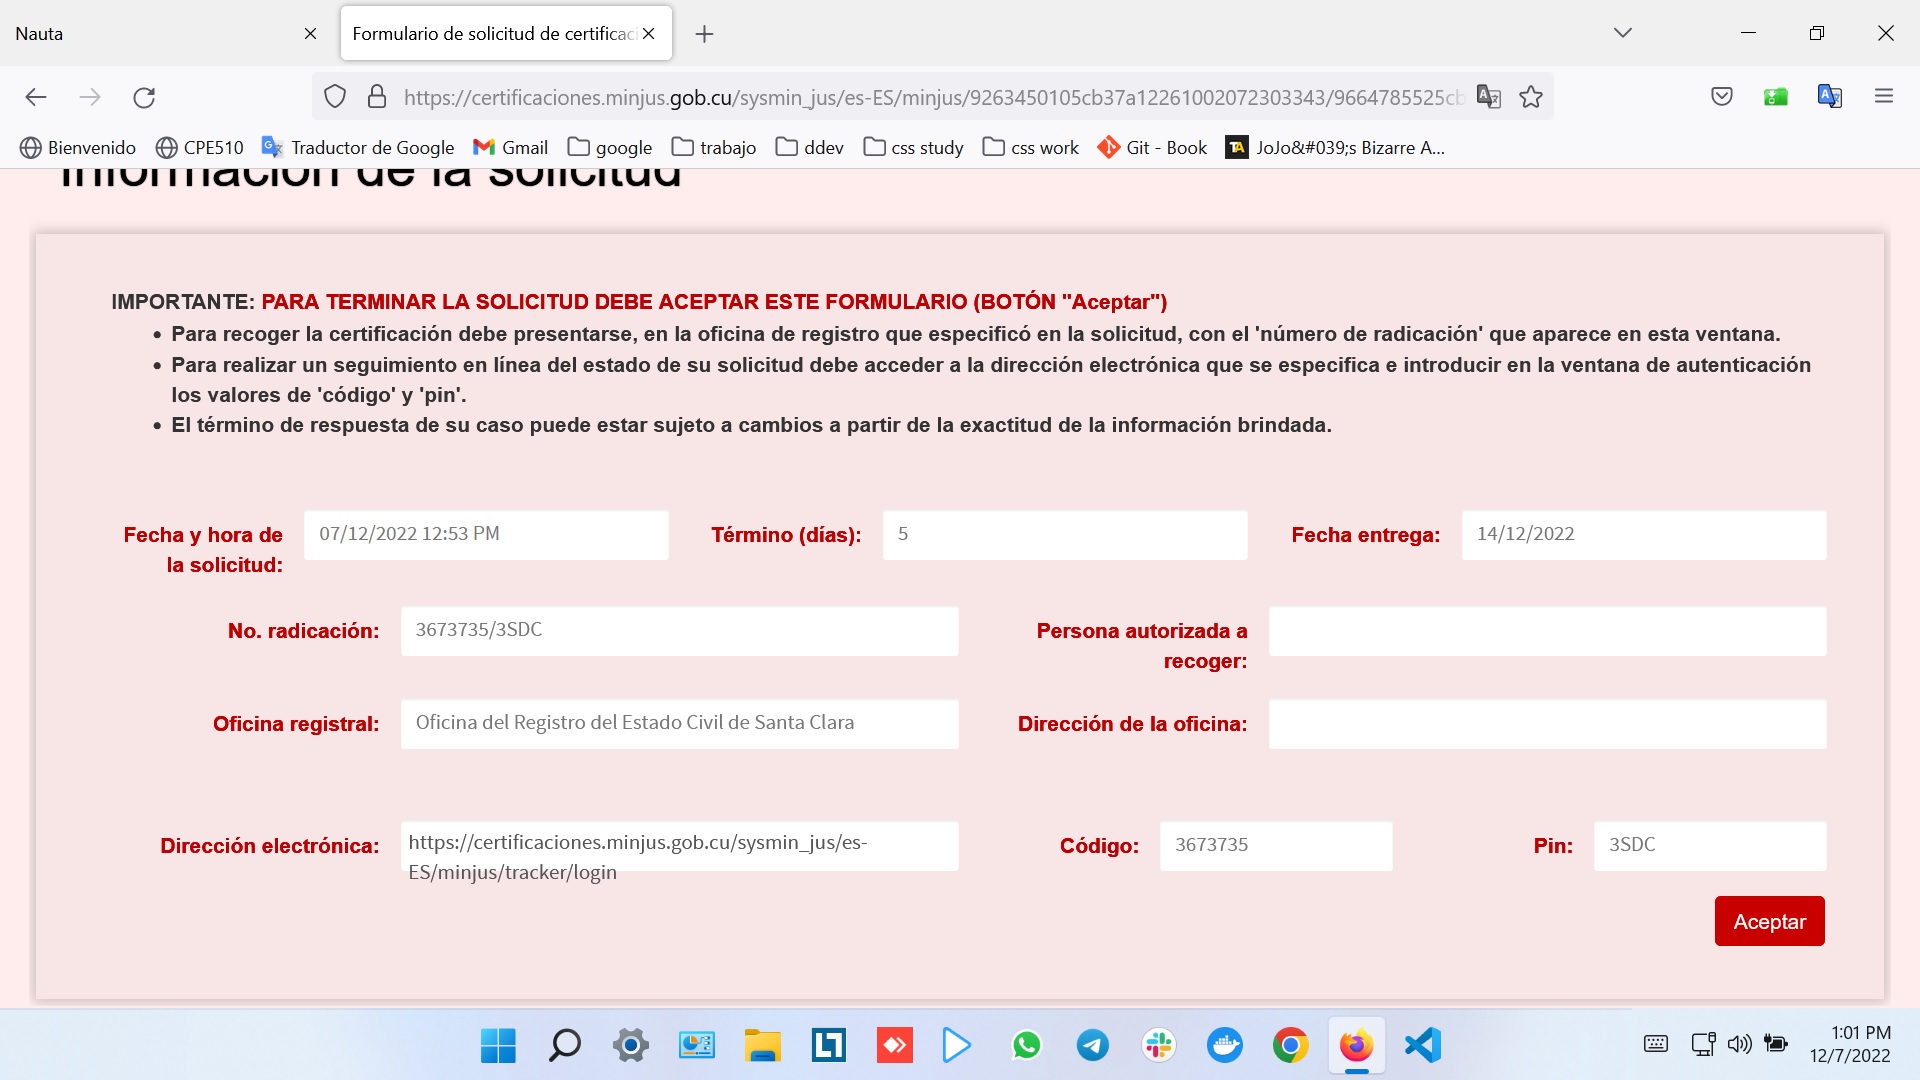 Nauta
Formulario de solicitud de certificaci
https://certificaciones.minjus.gob.cu/sysmin_jus/es-ES/minjus/9263450105cb37a12261002072303343/9664785525cb
Bienvenido CPE510 Traductor de Google Gmail google trabajo ddev css study css work Git - Book JoJo&#039;s Bizarre A...
Información de la solicitud
IMPORTANTE: PARA TERMINAR LA SOLICITUD DEBE ACEPTAR ESTE FORMULARIO (BOTÓN "Aceptar")
• Para recoger la certificación debe presentarse, en la oficina de registro que especificó en la solicitud, con el 'número de radicación' que aparece en esta ventana.
• Para realizar un seguimiento en línea del estado de su solicitud debe acceder a la dirección electrónica que se especifica e introducir en la ventana de autenticación
los valores de 'código' y 'pin'.
• El término de respuesta de su caso puede estar sujeto a cambios a partir de la exactitud de la información brindada.
Fecha y hora de
la solicitud:
07/12/2022 12:53 PM
Término (días):
5
Fecha entrega:
14/12/2022
No. radicación:
3673735/3SDC
Persona autorizada a
recoger:
Oficina registral:
Oficina del Registro del Estado Civil de Santa Clara
Dirección de la oficina:
Dirección electrónica:
https://certificaciones.minjus.gob.cu/sysmin_jus/es-
ES/minjus/tracker/login
Código:
3673735
Pin:
3SDC
Aceptar
1:01 PM
12/7/2022